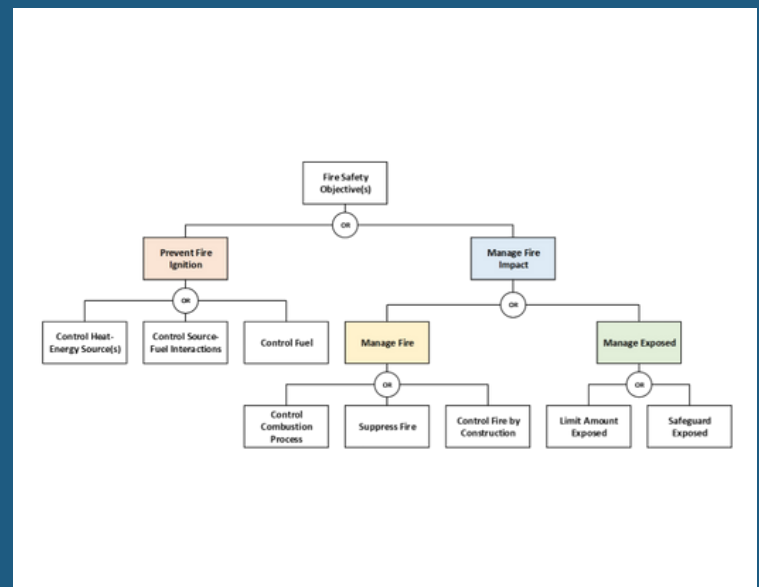 Fire Safety
Objective(s)
OR
Prevent Fire
Ignition
Manage Fire
Impact
OR
OR
Control Heat-
Energy Source(s)
Control Source-
Fuel Interactions
Control Fuel
Manage Fire
Manage Exposed
OR
OR
Control
Combustion
Process
Suppress Fire
Control Fire by
Construction
Limit Amount
Exposed
Safeguard
Exposed